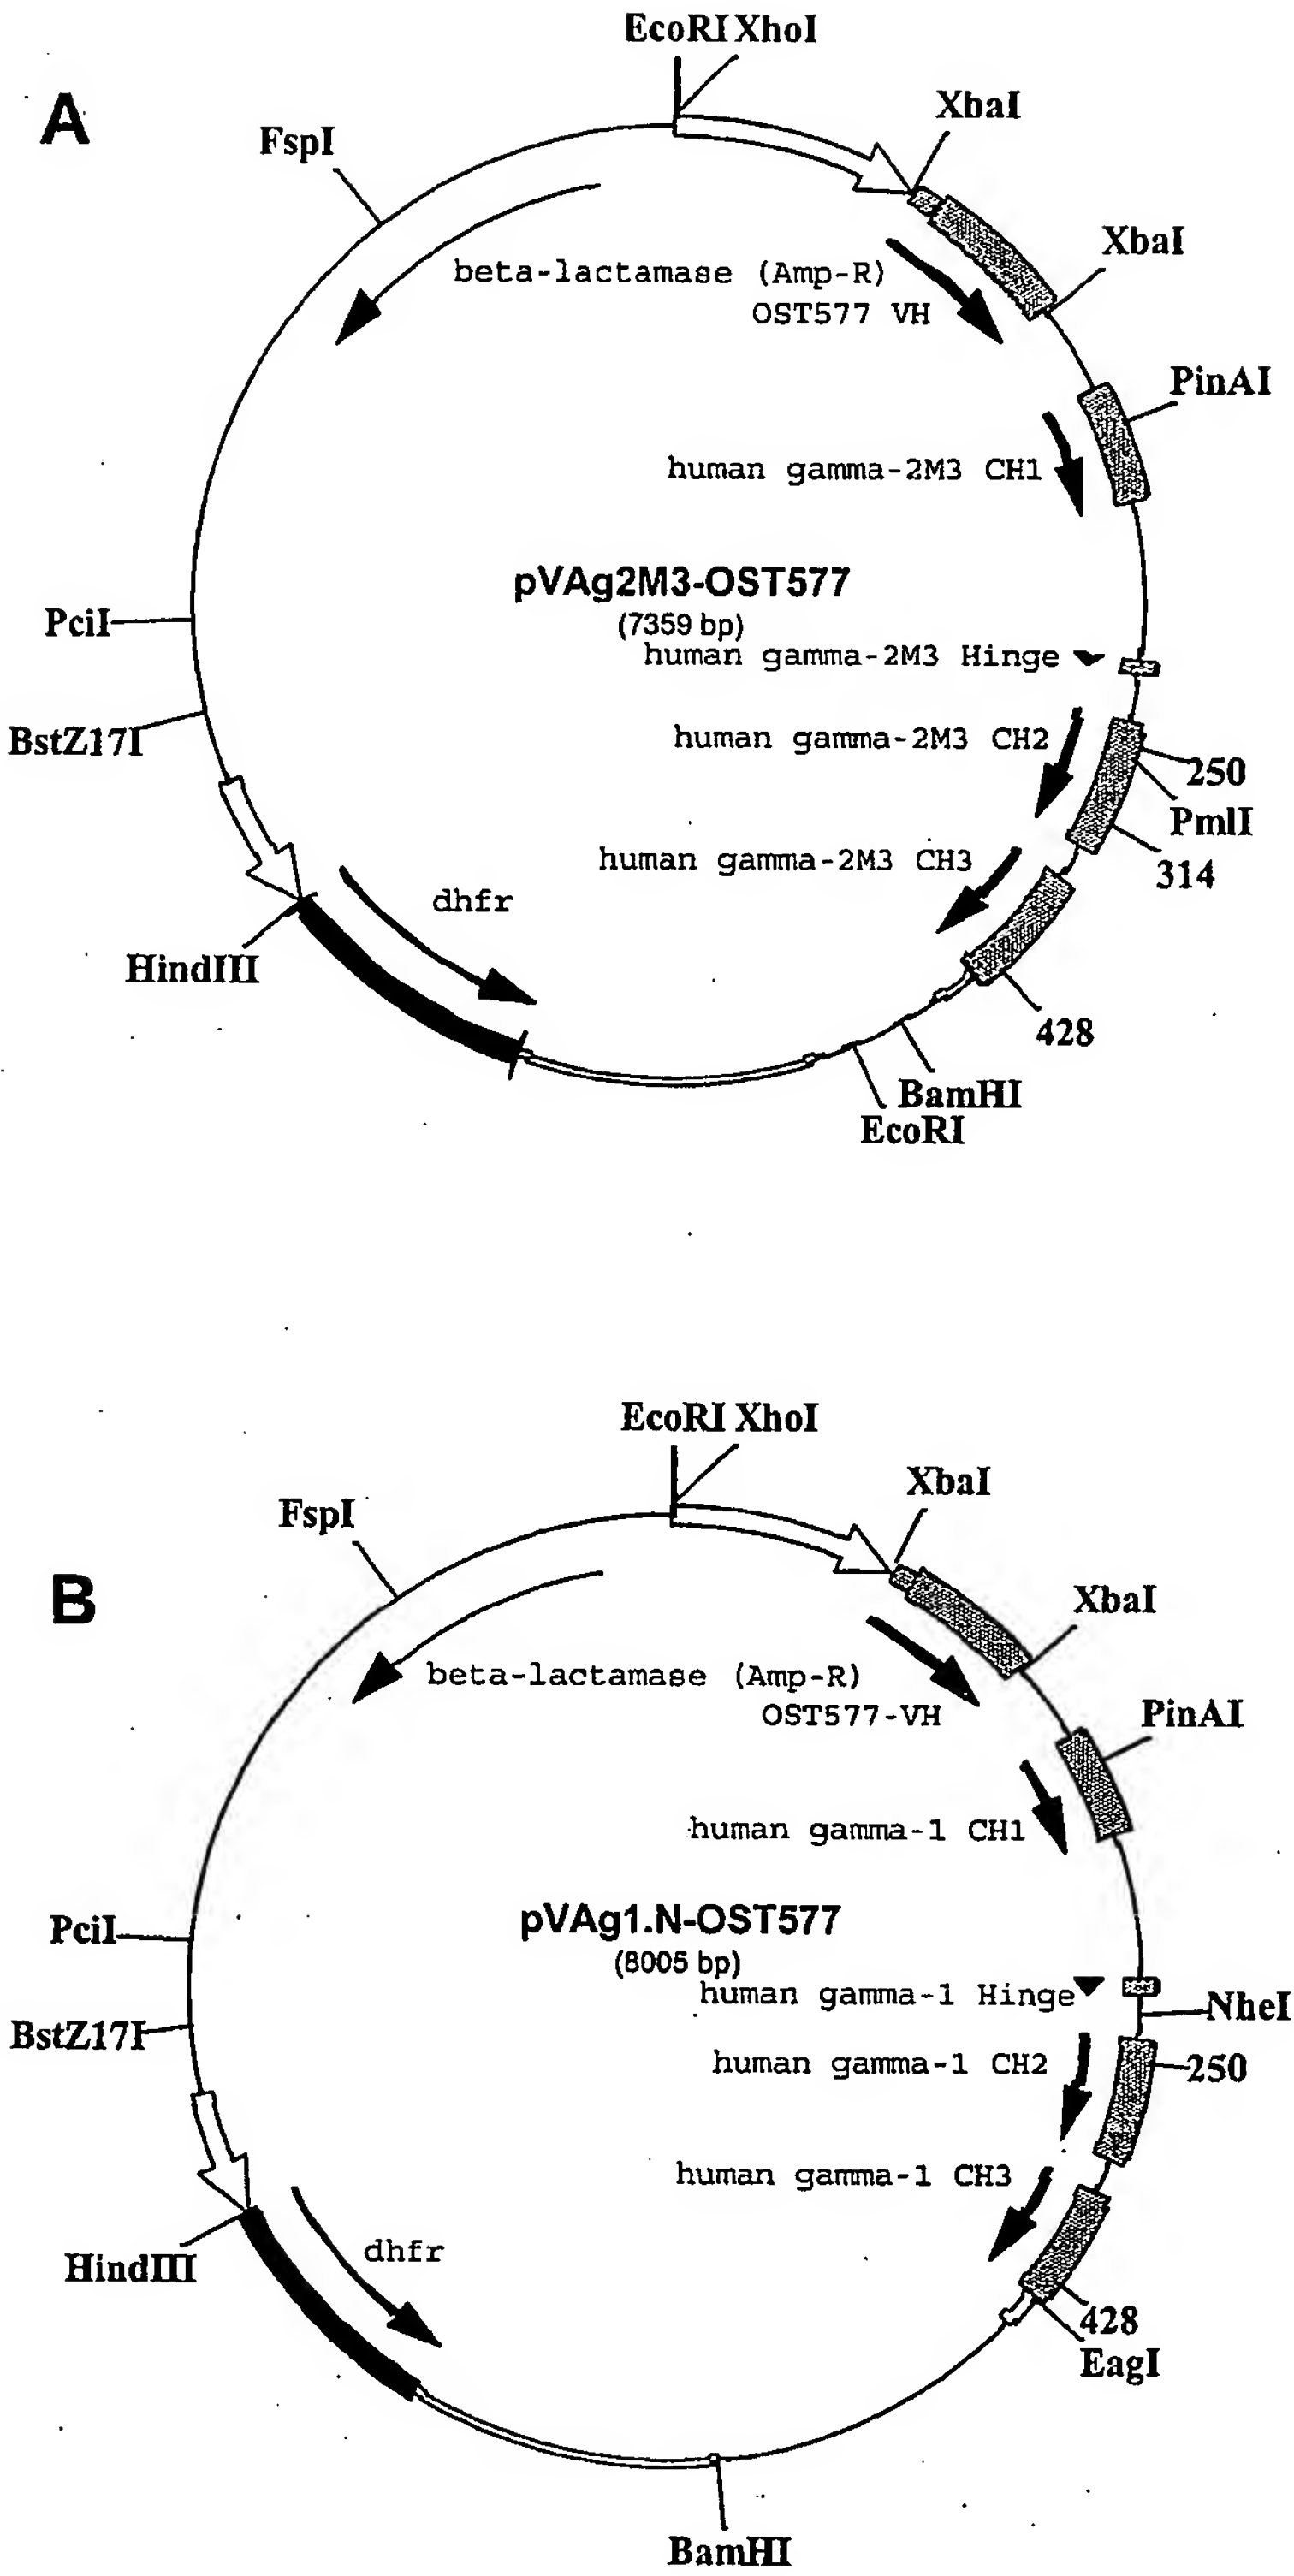 EcoRI XhoI
A
XbaI
FspI
XbaI
beta-lactamase (Amp-R)
OST577 VH
PinAI
human gamma-2M3 CH1
pVAg2M3-OST577
(7359 bp)
PciI
human gamma-2M3 Hinge
BstZ17I
human gamma-2M3 CH2
250
PmlI
human gamma-2M3 CH3
314
dhfr
HindIII
428
BamHI
EcoRI
EcoRI XhoI
XbaI
FspI
B
XbaI
beta-lactamase (Amp-R)
OST577-VH
PinAI
human gamma-1 CH1
pVAg1.N-OST577
(8005 bp)
PciI
human gamma-1 Hinge
NheI
BstZ17I
human gamma-1 CH2
250
human gamma-1 CH3
dhfr
HindIII
428
EagI
BamHI